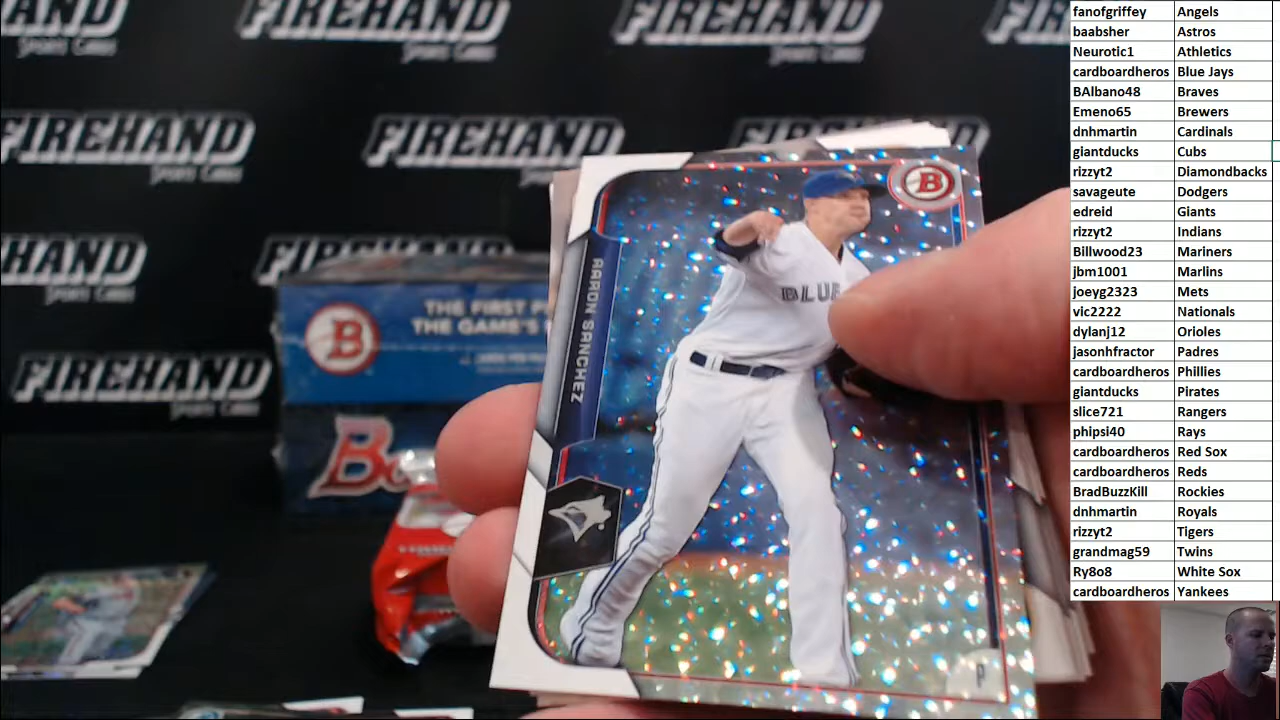 FIREHAND
Sports Cards
FIREHAND
Sports Cards
FIREHAND
FIREHAND
Sports Cards
FIREHAND
HAND
Sports Cards
FIREHAND
FIREHAND
Sports Cards
B
THE FIRST
THE GAME'S
B
AARON SANCHEZ
BLUE
B
P
fanofgriffey Angels
baabsher Astros
Neurotic1 Athletics
cardboardheros Blue Jays
BAlbano48 Braves
Emeno65 Brewers
dnhmartin Cardinals
giantducks Cubs
rizzyt2 Diamondbacks
savageute Dodgers
edreid Giants
rizzyt2 Indians
Billwood23 Mariners
jbm1001 Marlins
joeyg2323 Mets
vic2222 Nationals
dylanj12 Orioles
jasonhfractor Padres
cardboardheros Phillies
giantducks Pirates
slice721 Rangers
phipsi40 Rays
cardboardheros Red Sox
cardboardheros Reds
BradBuzzKill Rockies
dnhmartin Royals
rizzyt2 Tigers
grandmag59 Twins
Ry8o8 White Sox
cardboardheros Yankees